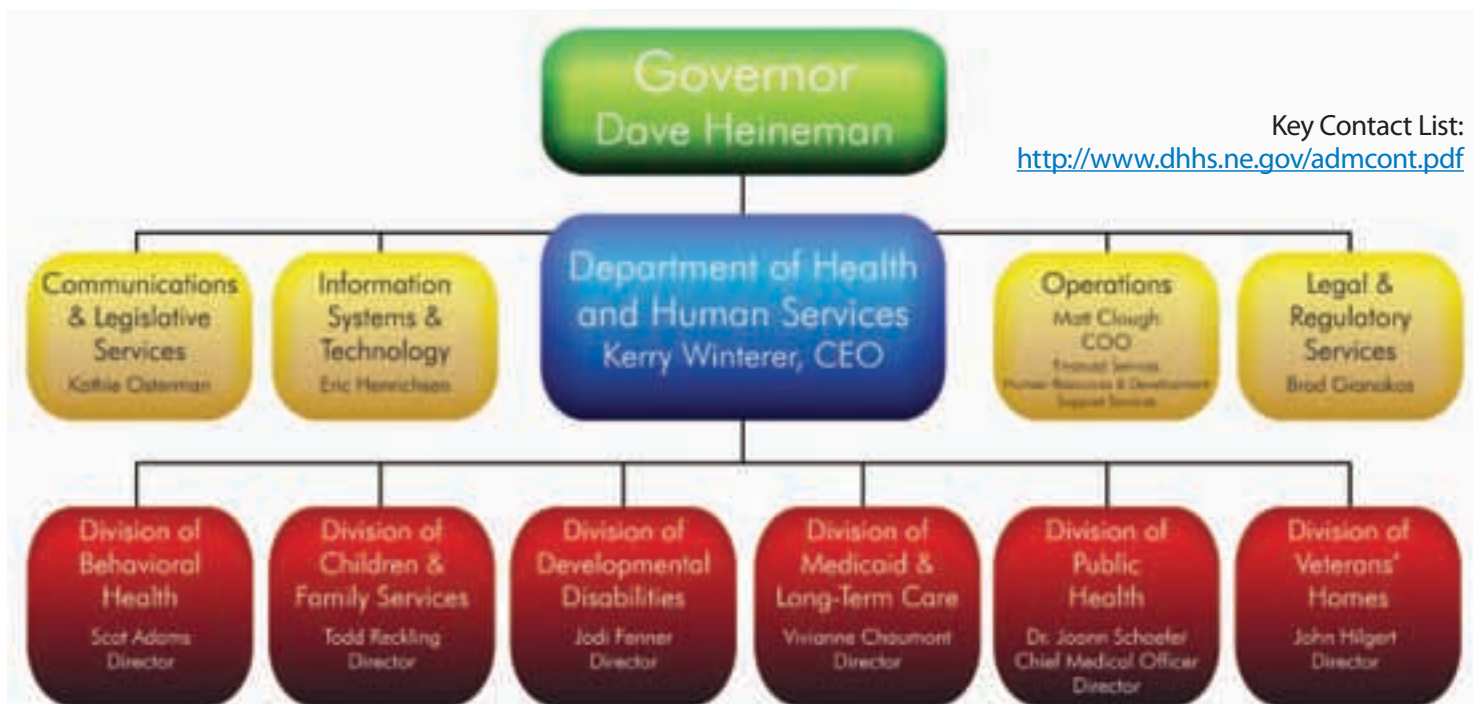 Governor
Dave Heineman
Key Contact List:
http://www.dhhs.ne.gov/admcont.pdf
Communications
& Legislative
Services
Kathie Osterman
Information
Systems &
Technology
Eric Henrichsen
Department of Health
and Human Services
Kerry Winterer, CEO
Operations
Matt Clough
COO
Financial Services
Human Resources & Development
Support Services
Legal &
Regulatory
Services
Brad Gianakos
Division of
Behavioral
Health
Scot Adams
Director
Division of
Children &
Family Services
Todd Reckling
Director
Division of
Developmental
Disabilities
Jodi Fenner
Director
Division of
Medicaid &
Long-Term Care
Vivianne Chaumont
Director
Division of
Public
Health
Dr. Joann Schaefer
Chief Medical Officer
Director
Division of
Veterans'
Homes
John Hilgert
Director